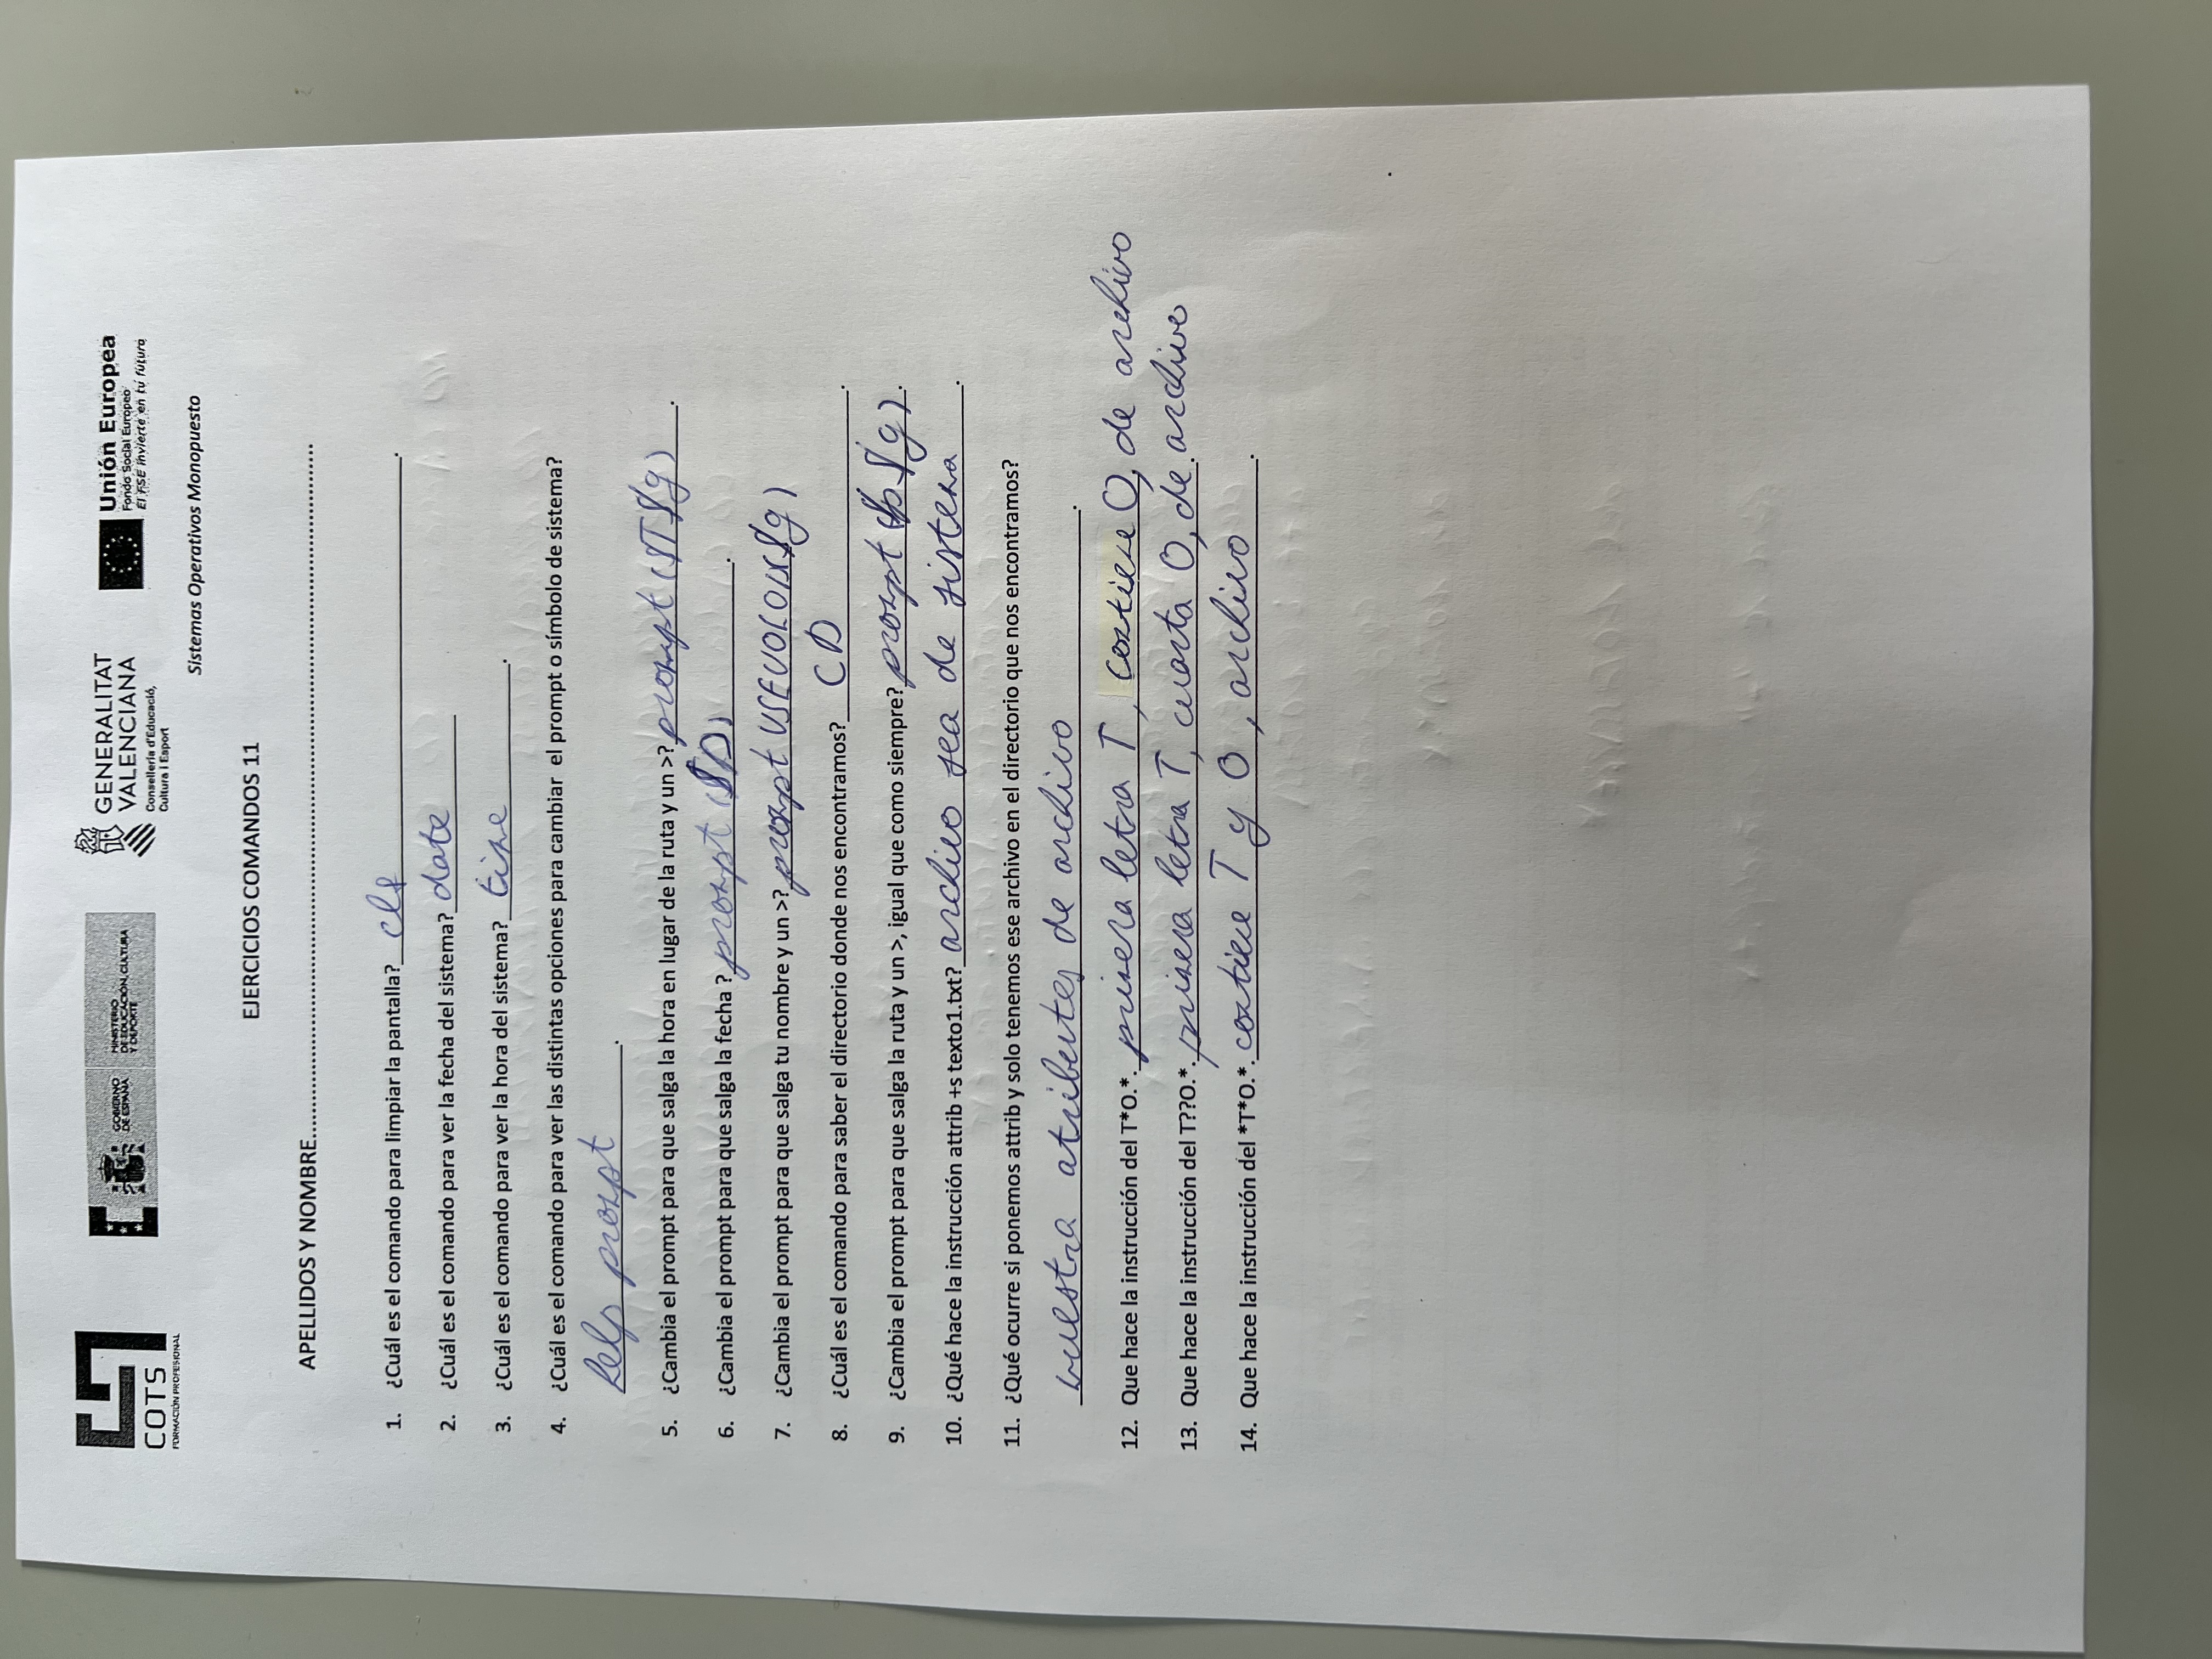 COTS
FORMACIÓN PROFESIONAL
GOBIERNO DE ESPAÑA
MINISTERIO DE EDUCACIÓN, CULTURA Y DEPORTE
GENERALITAT VALENCIANA
Conselleria d'Educació, Cultura i Esport
Unión Europea
Fondo Social Europeo
El FSE invierte en tu futuro
Sistemas Operativos Monopuesto
EJERCICIOS COMANDOS 11
APELLIDOS Y NOMBRE
1. ¿Cuál es el comando para limpiar la pantalla? cls
2. ¿Cuál es el comando para ver la fecha del sistema? date
3. ¿Cuál es el comando para ver la hora del sistema? time
4. ¿Cuál es el comando para ver las distintas opciones para cambiar el prompt o símbolo de sistema?
help prompt
5. ¿Cambia el prompt para que salga la hora en lugar de la ruta y un >? prompt ($T$g)
6. ¿Cambia el prompt para que salga la fecha ? prompt ($D)
7. ¿Cambia el prompt para que salga tu nombre y un >? prompt VSEVOLOD($g)
8. ¿Cuál es el comando para saber el directorio donde nos encontramos? CD
9. ¿Cambia el prompt para que salga la ruta y un >, igual que como siempre? prompt ($p$g).
10. ¿Qué hace la instrucción attrib +s texto1.txt? archivo sea de sistema
11. ¿Qué ocurre si ponemos attrib y solo tenemos ese archivo en el directorio que nos encontramos?
muestra atributes de archivo
12. Que hace la instrucción del T*O.*. primera letra T, contiene O, de archivo
13. Que hace la instrucción del T??O.*. primera letra T, cuarta O, de archivo
14. Que hace la instrucción del *T*O.*. contiene T y O, archivo